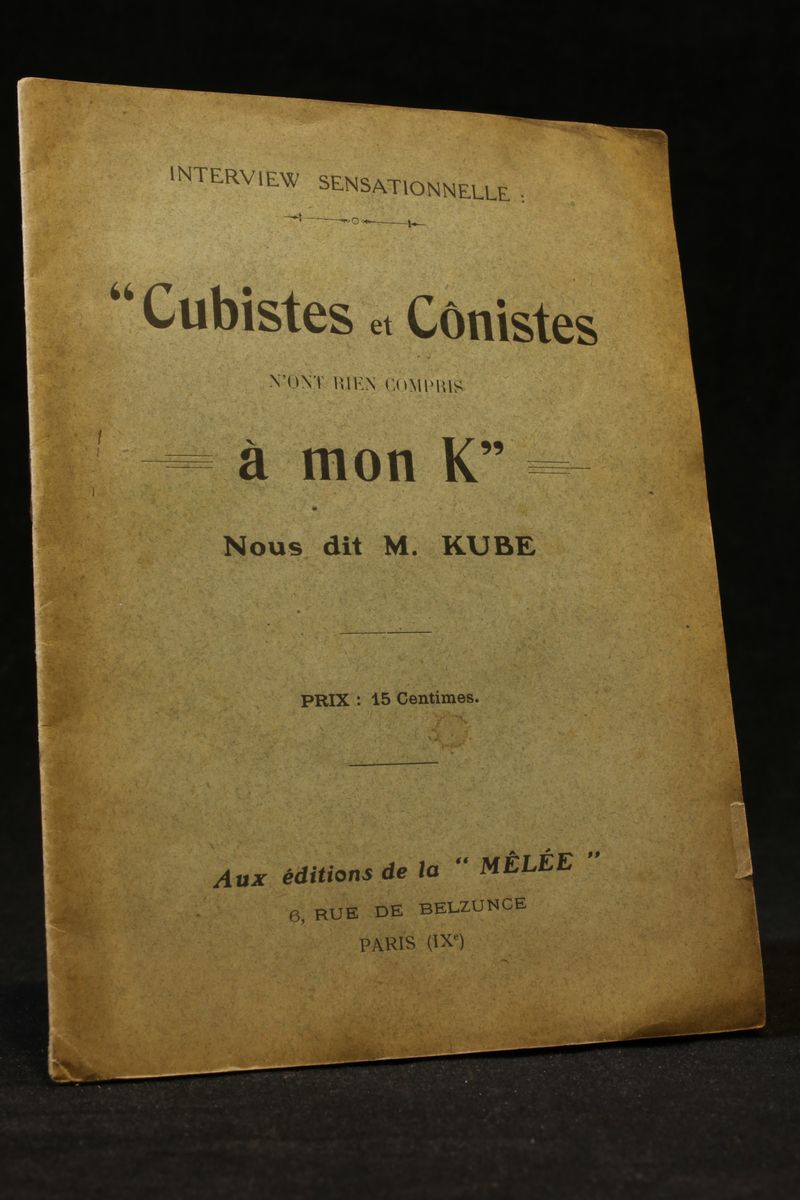 INTERVIEW SENSATIONNELLE :
“Cubistes et Cônistes
N'ONT RIEN COMPRIS
à mon K”
Nous dit M. KUBE
PRIX : 15 Centimes.
Aux éditions de la “ MÊLÉE ”
6, RUE DE BELZUNCE
PARIS (IXe)